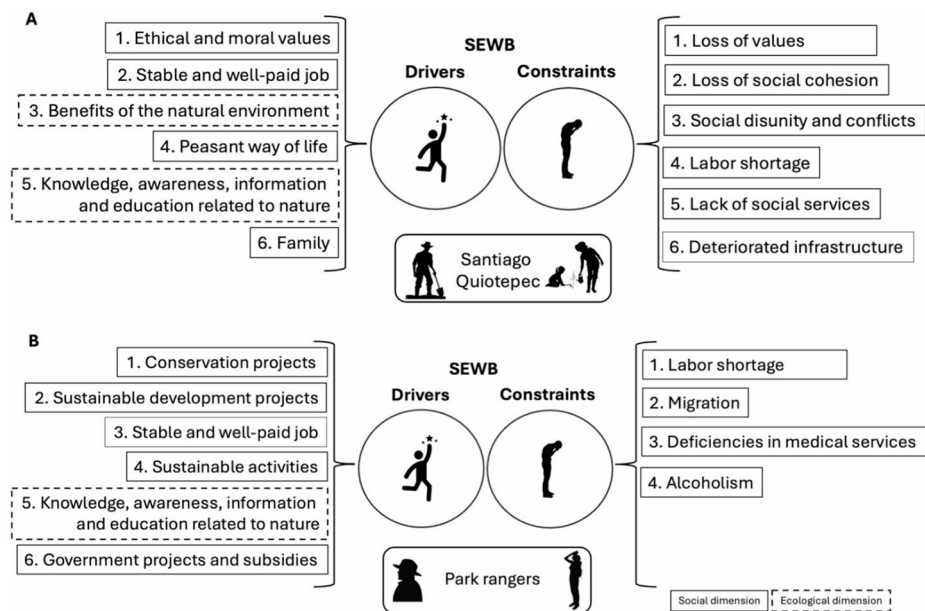 A
1. Ethical and moral values
2. Stable and well-paid job
3. Benefits of the natural environment
4. Peasant way of life
5. Knowledge, awareness, information
and education related to nature
6. Family
SEWB
Drivers
Constraints
1. Loss of values
2. Loss of social cohesion
3. Social disunity and conflicts
4. Labor shortage
5. Lack of social services
6. Deteriorated infrastructure
Santiago
Quiotepec
B
1. Conservation projects
2. Sustainable development projects
3. Stable and well-paid job
4. Sustainable activities
5. Knowledge, awareness, information
and education related to nature
6. Government projects and subsidies
SEWB
Drivers
Constraints
1. Labor shortage
2. Migration
3. Deficiencies in medical services
4. Alcoholism
Park rangers
Social dimension
Ecological dimension